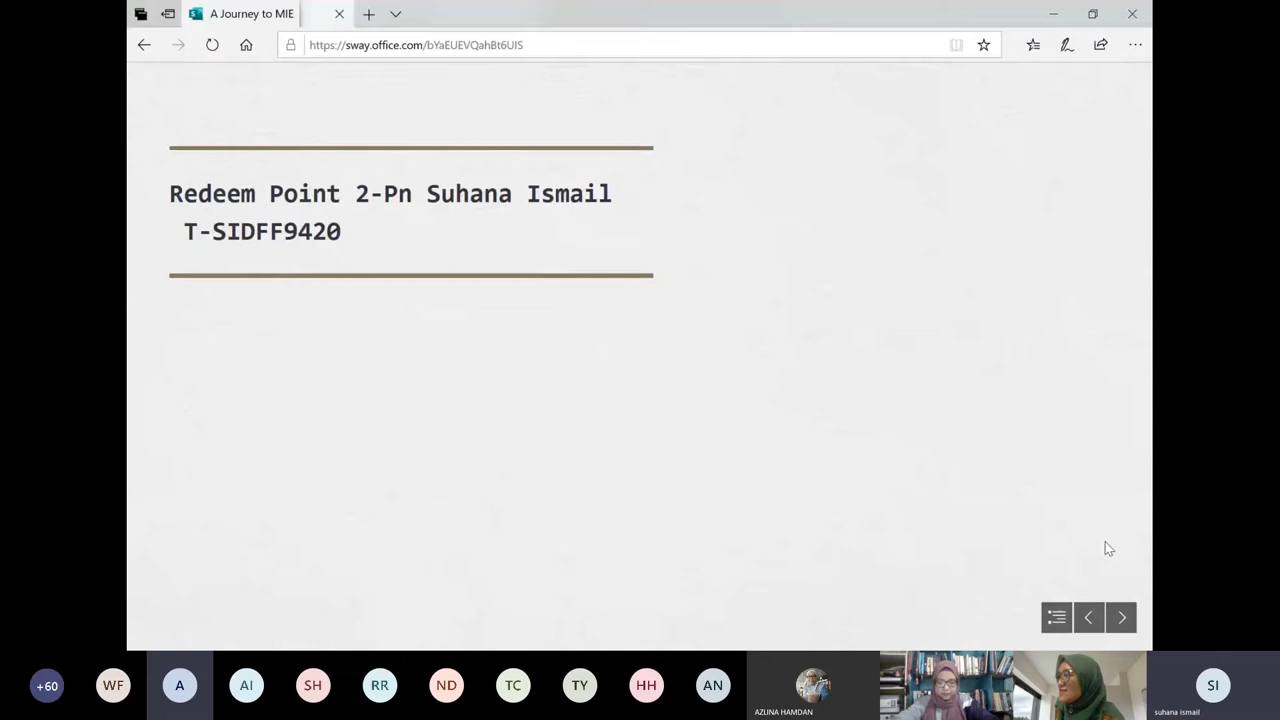 A Journey to MIE
https://sway.office.com/bYaEUEVQahBt6UIS
Redeem Point 2-Pn Suhana Ismail
T-SIDFF9420
+60
WF
A
AI
SH
RR
ND
TC
TY
HH
AN
AZLINA HAMDAN
SI
suhana ismail